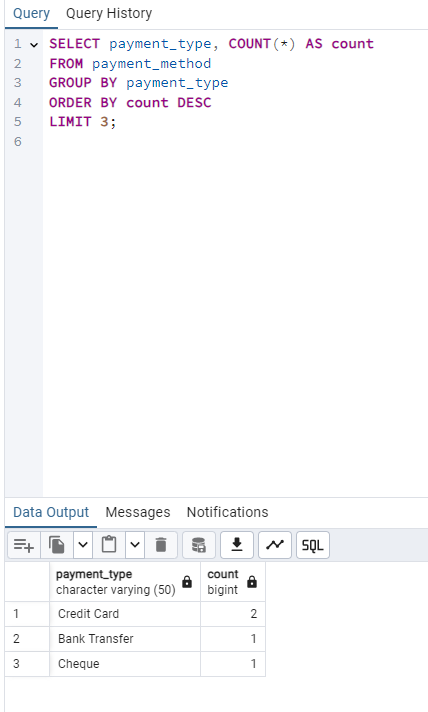 Query Query History
1 SELECT payment_type, COUNT(*) AS count
2 FROM payment_method
3 GROUP BY payment_type
4 ORDER BY count DESC
5 LIMIT 3;
6
Data Output Messages Notifications
SQL
payment_type count
character varying (50) bigint
1 Credit Card 2
2 Bank Transfer 1
3 Cheque 1